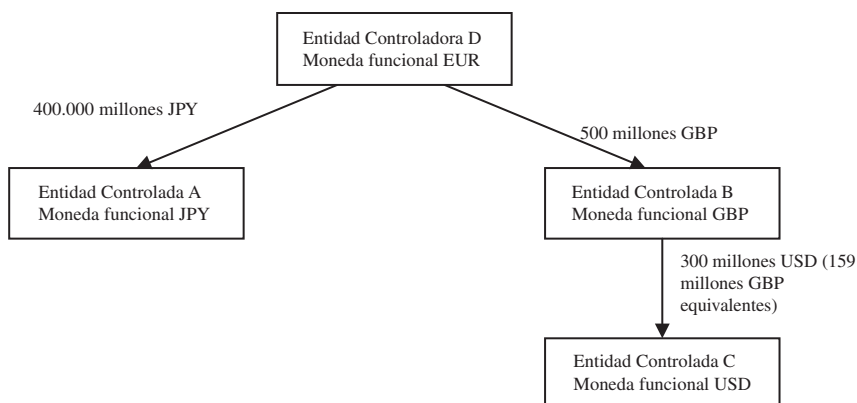 Entidad Controladora D
Moneda funcional EUR
400.000 millones JPY
500 millones GBP
Entidad Controlada A
Moneda funcional JPY
Entidad Controlada B
Moneda funcional GBP
300 millones USD (159
millones GBP
equivalentes)
Entidad Controlada C
Moneda funcional USD